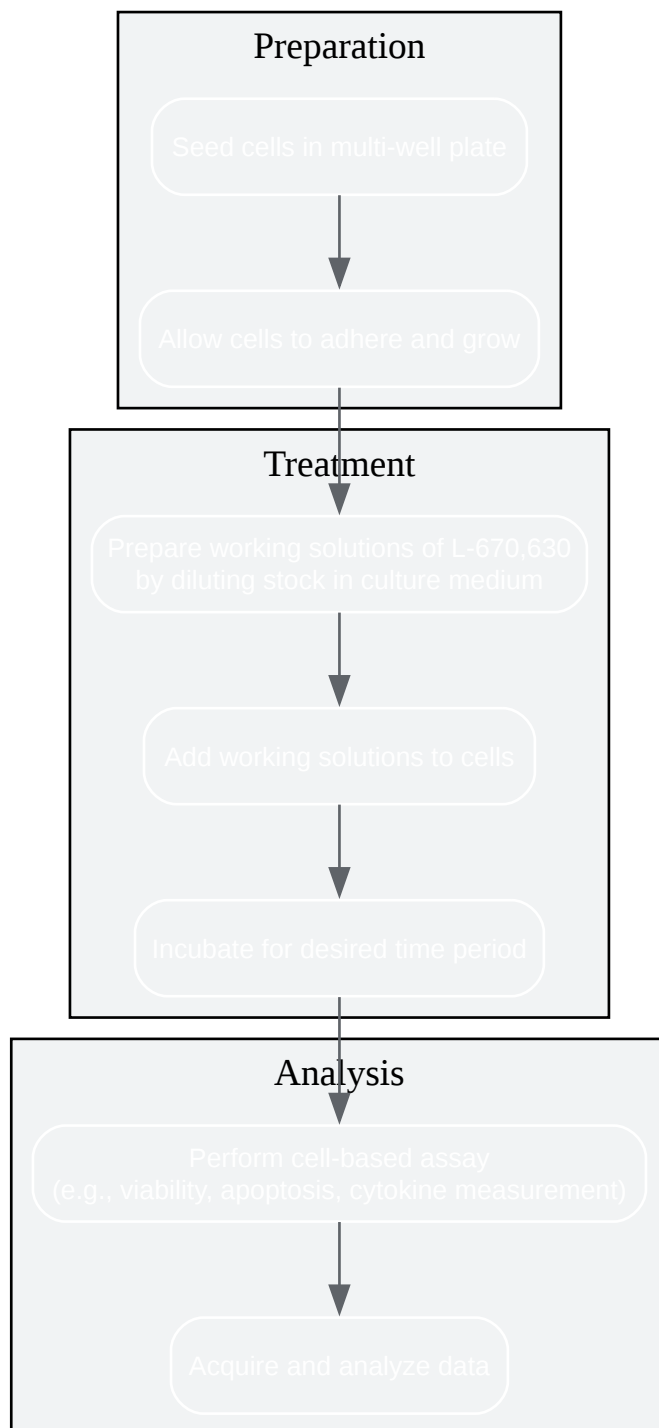 Preparation
Seed cells in multi-well plate
Allow cells to adhere and grow
Treatment
Prepare working solutions of L-670,630
by diluting stock in culture medium
Add working solutions to cells
Incubate for desired time period
Analysis
Perform cell-based assay
(e.g., viability, apoptosis, cytokine measurement)
Acquire and analyze data